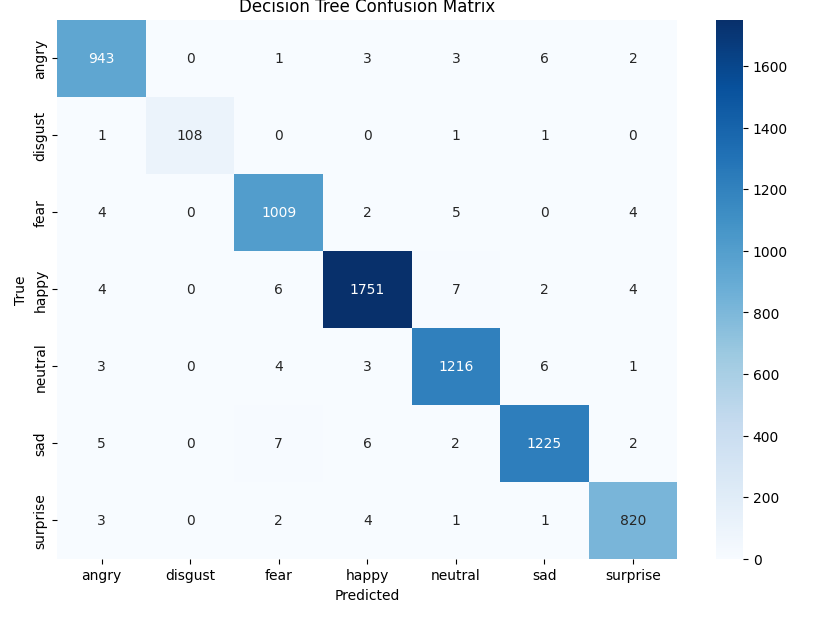 Decision Tree Confusion Matrix
angry 943 0 1 3 3 6 2
disgust 1 108 0 0 1 1 0
fear 4 0 1009 2 5 0 4
happy 4 0 6 1751 7 2 4
neutral 3 0 4 3 1216 6 1
sad 5 0 7 6 2 1225 2
surprise 3 0 2 4 1 1 820
True
angry disgust fear happy neutral sad surprise
Predicted
1600
1400
1200
1000
800
600
400
200
0